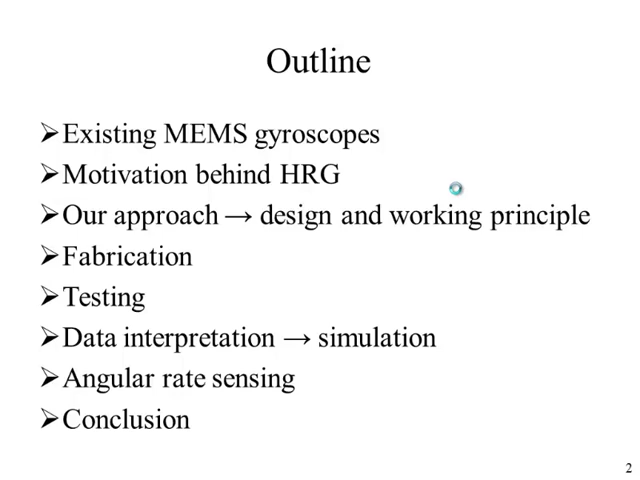 Outline
➢Existing MEMS gyroscopes
➢Motivation behind HRG
➢Our approach → design and working principle
➢Fabrication
➢Testing
➢Data interpretation → simulation
➢Angular rate sensing
➢Conclusion
2